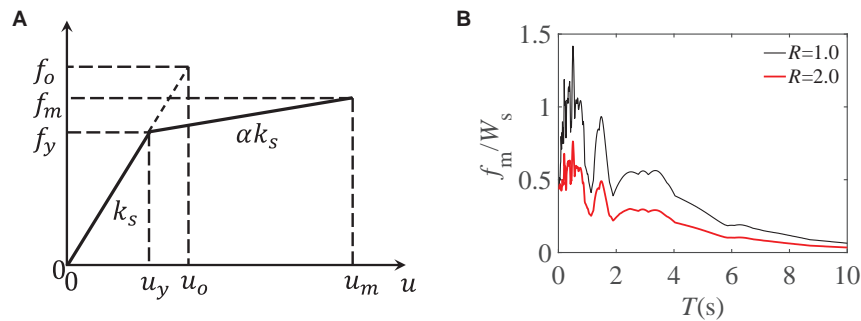 A
f_o
f_m
f_y
αk_s
k_s
0
0
u_y
u_o
u_m
u
B
R=1.0
R=2.0
f_m/W_s
1.5
1
0.5
0
0 2 4 6 8 10
T(s)